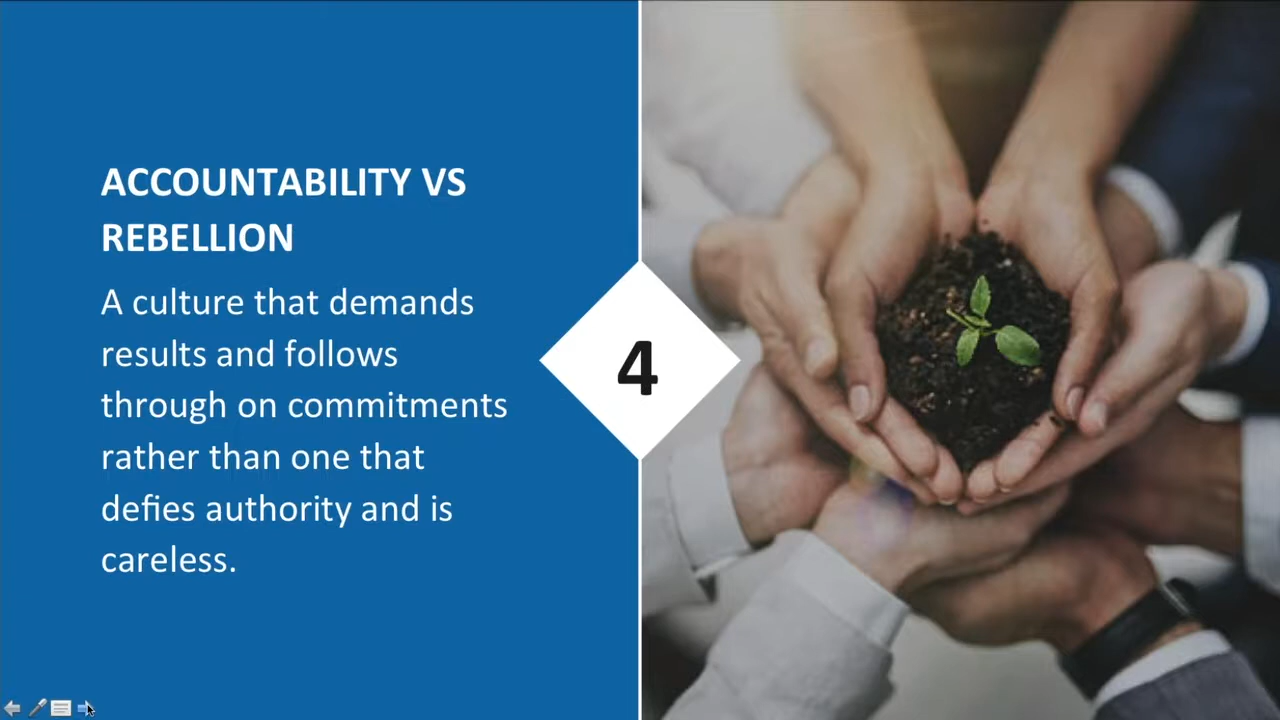 ACCOUNTABILITY VS
REBELLION
A culture that demands
results and follows
through on commitments
rather than one that
defies authority and is
careless.
4